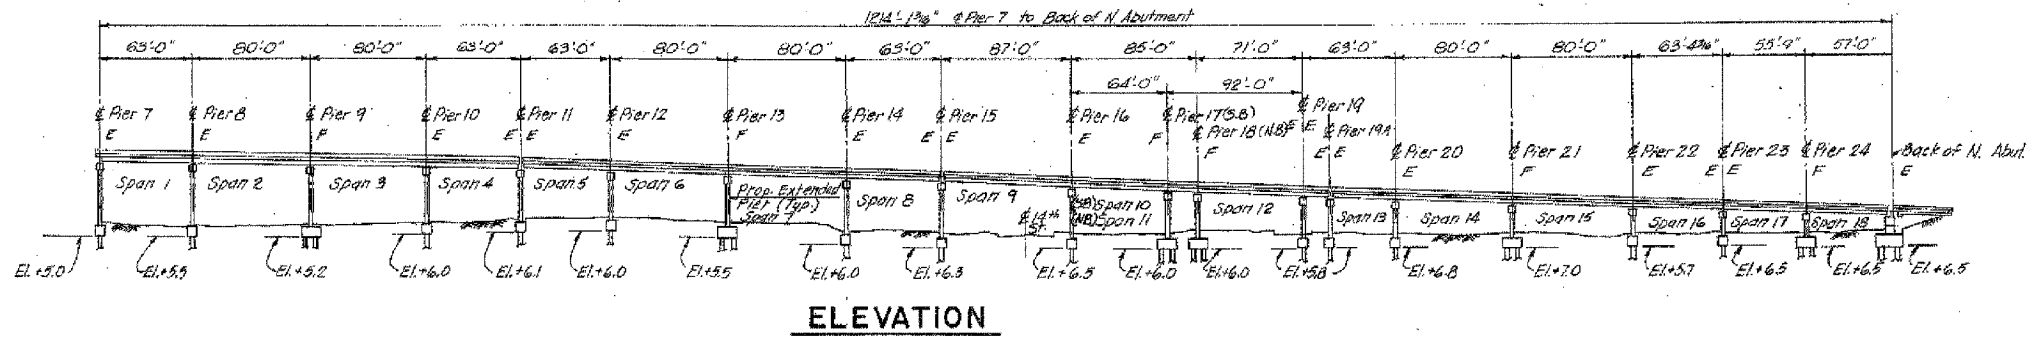 1214'-1 3/16" ℄ Pier 7 to Back of N. Abutment
63'-0" 80'-0" 80'-0" 63'-0" 63'-0" 80'-0" 80'-0" 63'-0" 87'-0" 85'-0" 71'-0" 63'-0" 80'-0" 80'-0" 55'-9" 57'-0"
64'-0" 92'-0"
℄ Pier 7 ℄ Pier 8 ℄ Pier 9 ℄ Pier 10 ℄ Pier 11 ℄ Pier 12 ℄ Pier 13 ℄ Pier 14 ℄ Pier 15 ℄ Pier 16 ℄ Pier 17(S.B) ℄ Pier 19
℄ Pier 18 (N.B) ℄ Pier 19A
℄ Pier 20 ℄ Pier 21 ℄ Pier 22 ℄ Pier 23 ℄ Pier 24 Back of N. Abut.
E E F E E E E F E E E E F F E E E E E F E E E F E
Span 1 Span 2 Span 3 Span 4 Span 5 Span 6
Prop. Extended
Pier (Typ.)
Span 7
Span 8 Span 9
(SB) Span 10
(NB) Span 11
Span 12 Span 13 Span 14 Span 15 Span 16 Span 17 Span 18
℄ 14th
St.
El.+5.0 El.+5.5 El.+5.2 El.+6.0 El.+6.1 El.+6.0 El.+5.5 El.+6.0 El.+6.3 El.+6.5 El.+6.0 El.+6.0 El.+5.8 El.+6.8 El.+7.0 El.+5.7 El.+6.5 El.+6.5 El.+6.5
ELEVATION